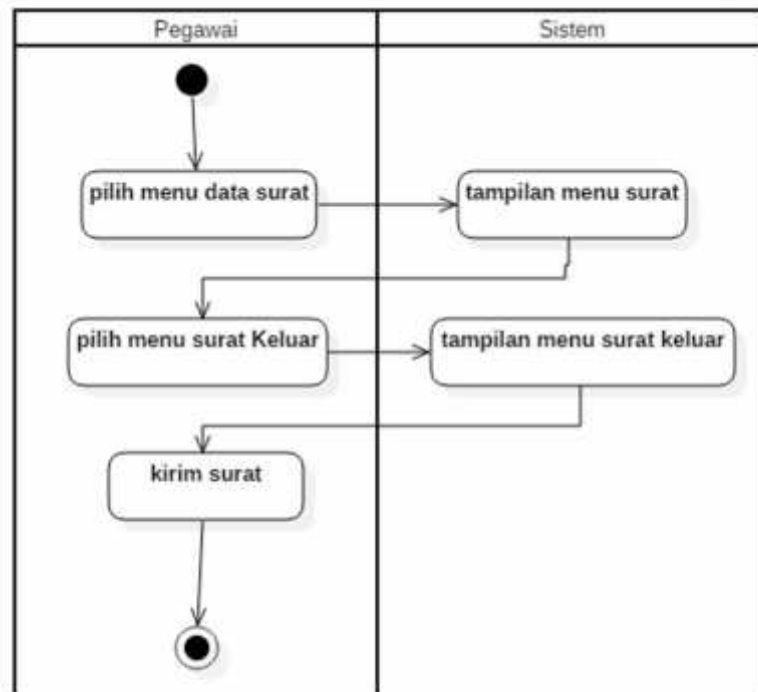 Pegawai
Sistem
pilih menu data surat
tampilan menu surat
pilih menu surat Keluar
tampilan menu surat keluar
kirim surat